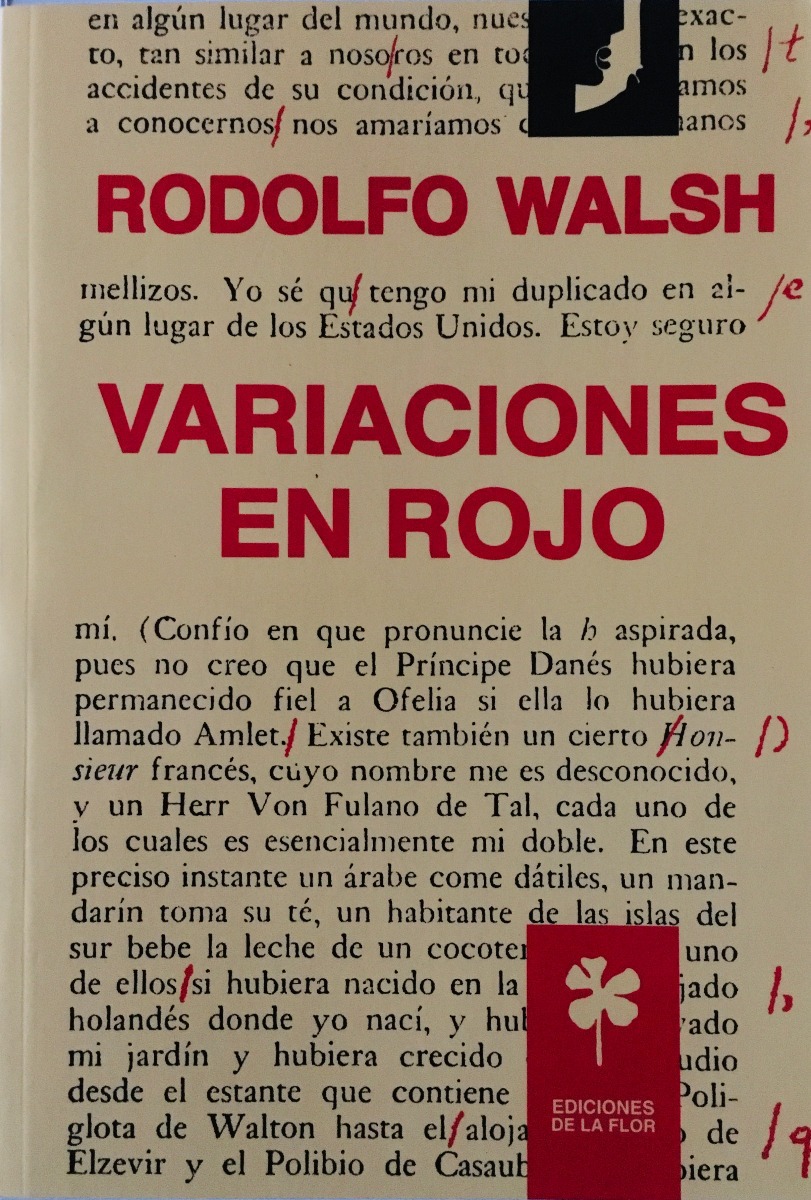 en algún lugar del mundo, nues exac-
to, tan similar a nosoros en to n los /t
accidentes de su condición, qu amos
a conocernos nos amaríamos anos /,
RODOLFO WALSH
mellizos. Yo sé qu tengo mi duplicado en al- /e
gún lugar de los Estados Unidos. Estoy seguro
VARIACIONES
EN ROJO
mí. (Confío en que pronuncie la h aspirada,
pues no creo que el Príncipe Danés hubiera
permanecido fiel a Ofelia si ella lo hubiera
llamado Amlet. Existe también un cierto Hon- /)
sieur francés, cuyo nombre me es desconocido,
y un Herr Von Fulano de Tal, cada uno de
los cuales es esencialmente mi doble. En este
preciso instante un árabe come dátiles, un man-
darín toma su té, un habitante de las islas del
sur bebe la leche de un cocoter uno
de ellos si hubiera nacido en la jado /,
holandés donde yo nací, y hub vado
mi jardín y hubiera crecido udio
desde el estante que contiene Poli-
glota de Walton hasta el aloja de /q
Elzevir y el Polibio de Casaub biera
EDICIONES
DE LA FLOR